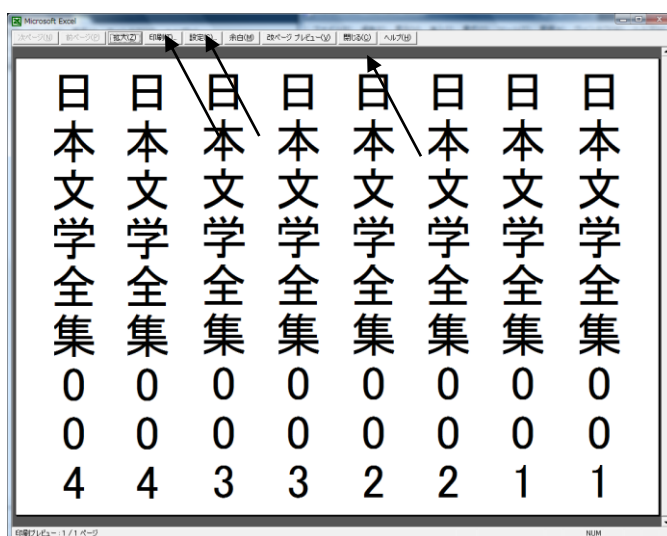 Microsoft Excel
次ページ(N) 前ページ(P) 拡大(Z) 印刷( 設定( 余白(M) 改ページ プレビュー(V) 閉じる(C) ヘルプ(H)
日本文学全集001
日本文学全集001
日本文学全集002
日本文学全集002
日本文学全集003
日本文学全集003
日本文学全集004
日本文学全集004
印刷プレビュー : 1 / 1 ページ
NUM